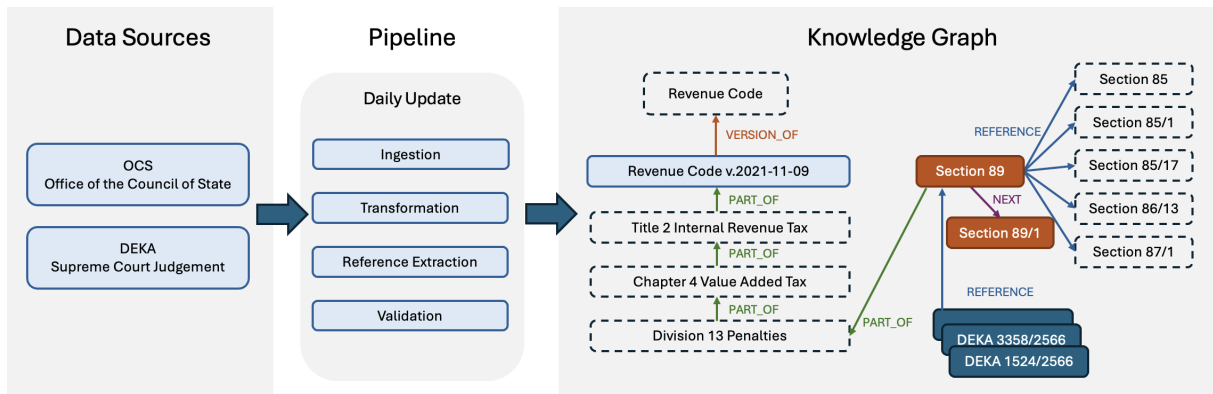 Data Sources
OCS
Office of the Council of State
DEKA
Supreme Court Judgement
Pipeline
Daily Update
Ingestion
Transformation
Reference Extraction
Validation
Knowledge Graph
Revenue Code
VERSION_OF
Revenue Code v.2021-11-09
PART_OF
Title 2 Internal Revenue Tax
PART_OF
Chapter 4 Value Added Tax
PART_OF
Division 13 Penalties
PART_OF
Section 89
NEXT
Section 89/1
REFERENCE
Section 85
Section 85/1
Section 85/17
Section 86/13
Section 87/1
REFERENCE
DEKA 3358/2566
DEKA 1524/2566